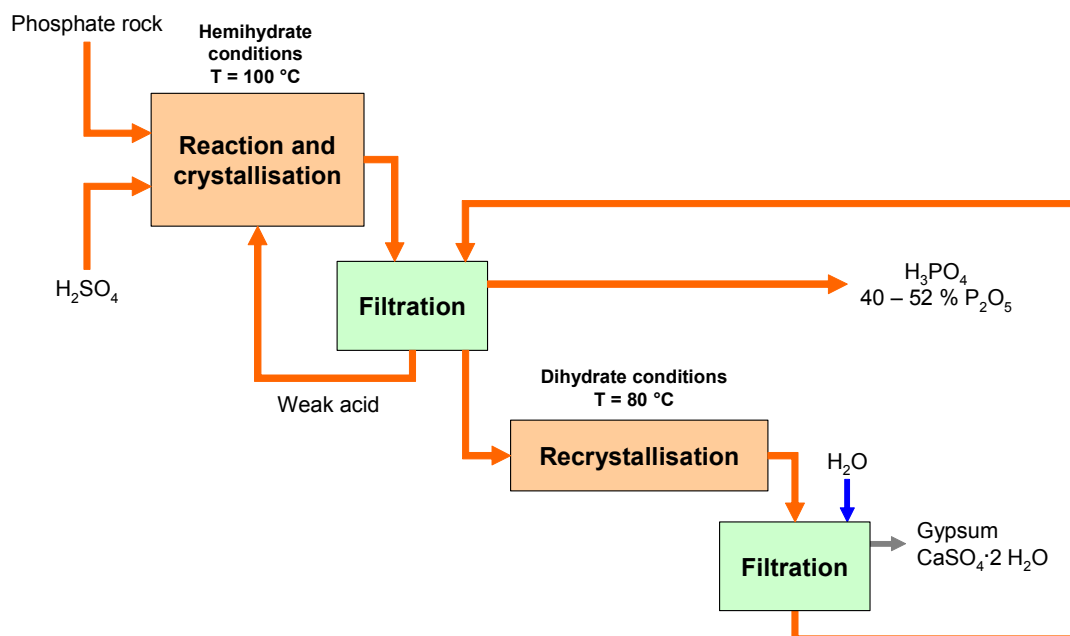 Phosphate rock
Hemihydrate
conditions
T = 100 °C
Reaction and
crystallisation
H₂SO₄
Filtration
H₃PO₄
40 – 52 % P₂O₅
Weak acid
Dihydrate conditions
T = 80 °C
Recrystallisation
H₂O
Filtration
Gypsum
CaSO₄·2 H₂O